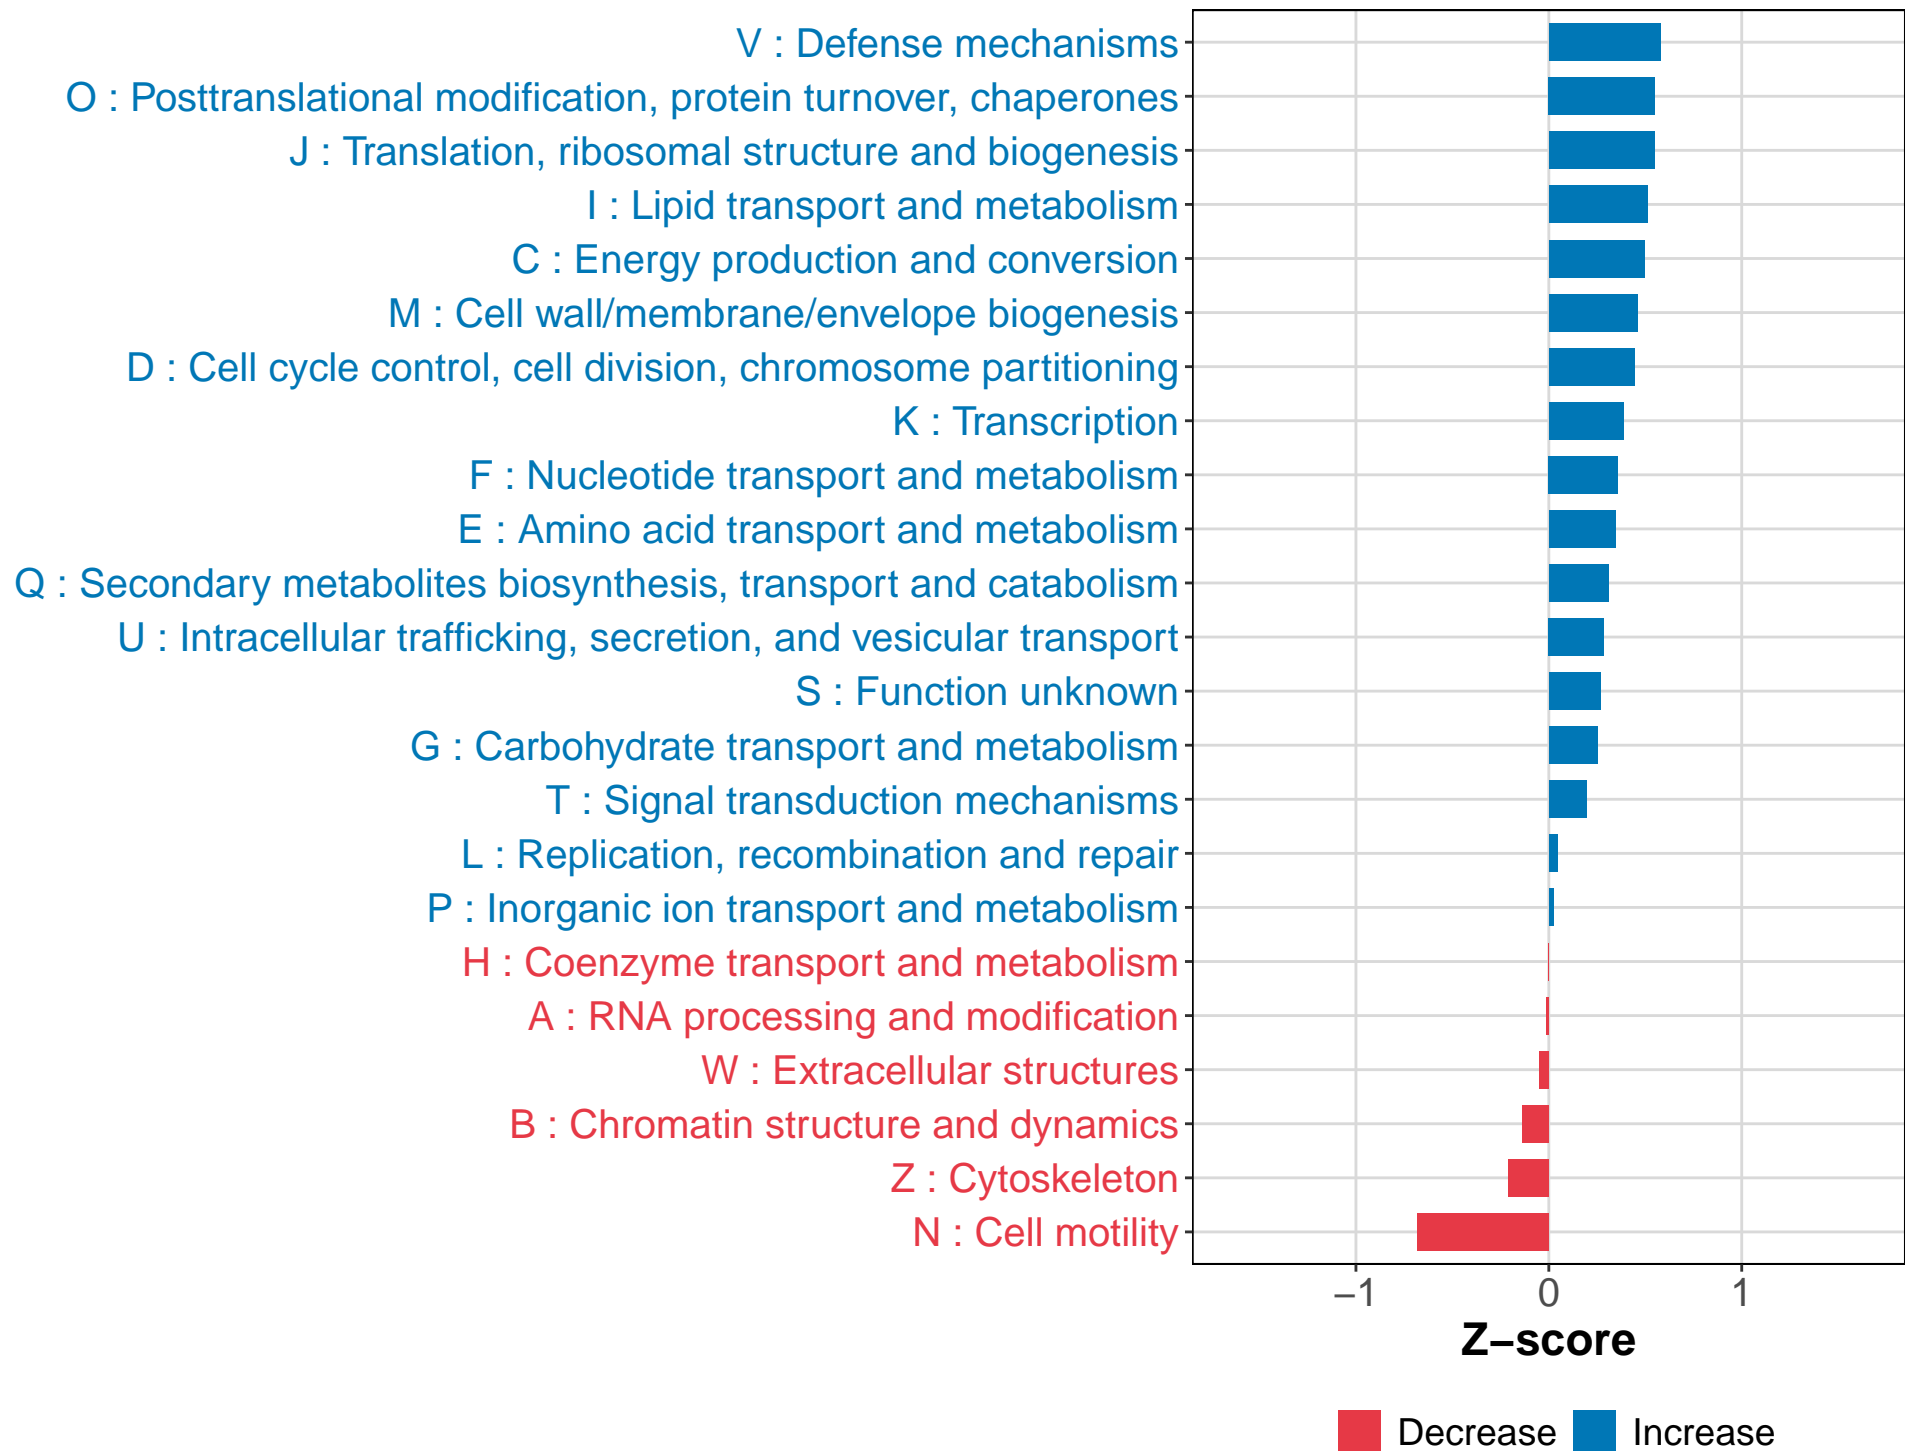 V : Defense mechanisms
O : Posttranslational modification, protein turnover, chaperones
J : Translation, ribosomal structure and biogenesis
I : Lipid transport and metabolism
C : Energy production and conversion
M : Cell wall/membrane/envelope biogenesis
D : Cell cycle control, cell division, chromosome partitioning
K : Transcription
F : Nucleotide transport and metabolism
E : Amino acid transport and metabolism
Q : Secondary metabolites biosynthesis, transport and catabolism
U : Intracellular trafficking, secretion, and vesicular transport
S : Function unknown
G : Carbohydrate transport and metabolism
T : Signal transduction mechanisms
L : Replication, recombination and repair
P : Inorganic ion transport and metabolism
H : Coenzyme transport and metabolism
A : RNA processing and modification
W : Extracellular structures
B : Chromatin structure and dynamics
Z : Cytoskeleton
N : Cell motility
−1 0 1
Z−score
Decrease Increase